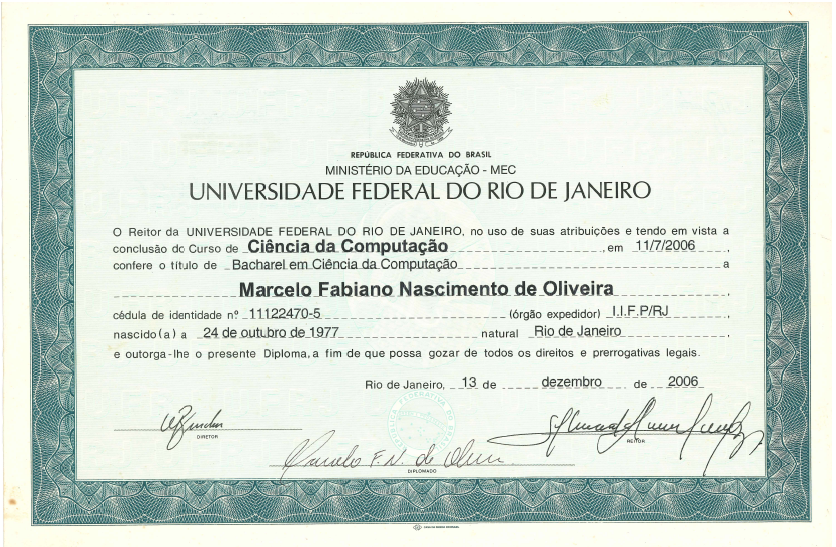 REPÚBLICA FEDERATIVA DO BRASIL
MINISTÉRIO DA EDUCAÇÃO - MEC
UNIVERSIDADE FEDERAL DO RIO DE JANEIRO
O Reitor da UNIVERSIDADE FEDERAL DO RIO DE JANEIRO, no uso de suas atribuições e tendo em vista a
conclusão do Curso de Ciência da Computação, em 11/7/2006,
confere o título de Bacharel em Ciência da Computação a
Marcelo Fabiano Nascimento de Oliveira,
cédula de identidade nº 11122470-5 (órgão expedidor) I.I.F.P/RJ,
nascido(a) a 24 de outubro de 1977 natural Rio de Janeiro,
e outorga-lhe o presente Diploma, a fim de que possa gozar de todos os direitos e prerrogativas legais.
Rio de Janeiro, 13 de dezembro de 2006
DIRETOR
REITOR
Marcelo F. N. de Oliveira
DIPLOMADO